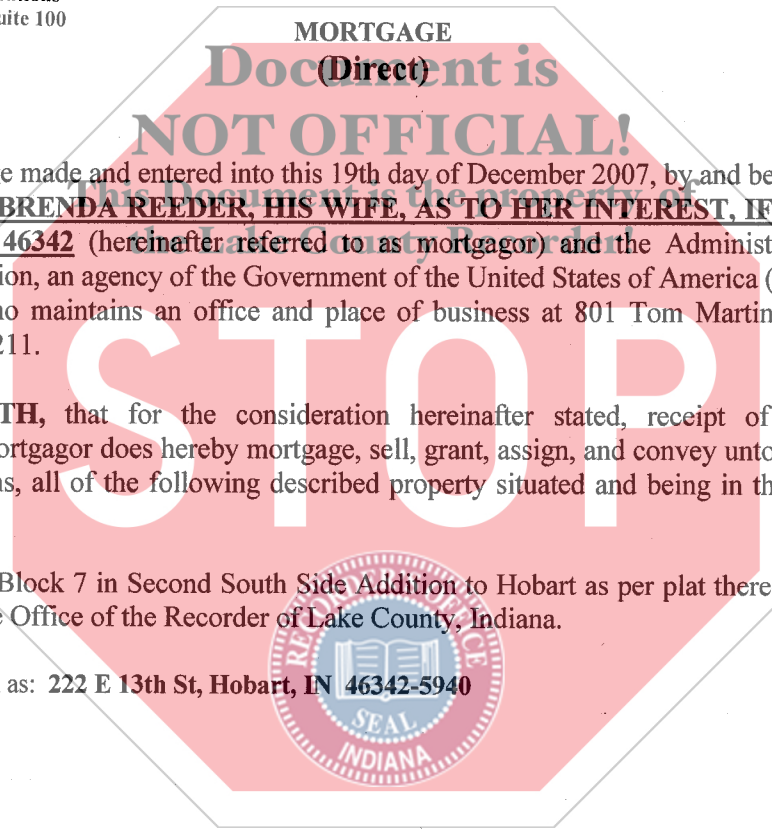 uite 100
MORTGAGE
(Direct)
Document is
NOT OFFICIAL!
This Document is the property of
the Lake County Recorder!
STOP
e made and entered into this 19th day of December 2007, by and be
BRENDA REEDER, HIS WIFE, AS TO HER INTEREST, IF
46342 (hereinafter referred to as mortgagor) and the Administ
ion, an agency of the Government of the United States of America (
o maintains an office and place of business at 801 Tom Martin
211.
TH, that for the consideration hereinafter stated, receipt of
ortgagor does hereby mortgage, sell, grant, assign, and convey unto
s, all of the following described property situated and being in th
Block 7 in Second South Side Addition to Hobart as per plat there
e Office of the Recorder of Lake County, Indiana.
as: 222 E 13th St, Hobart, IN 46342-5940
RECORDER'S OFFICE
SEAL
INDIANA